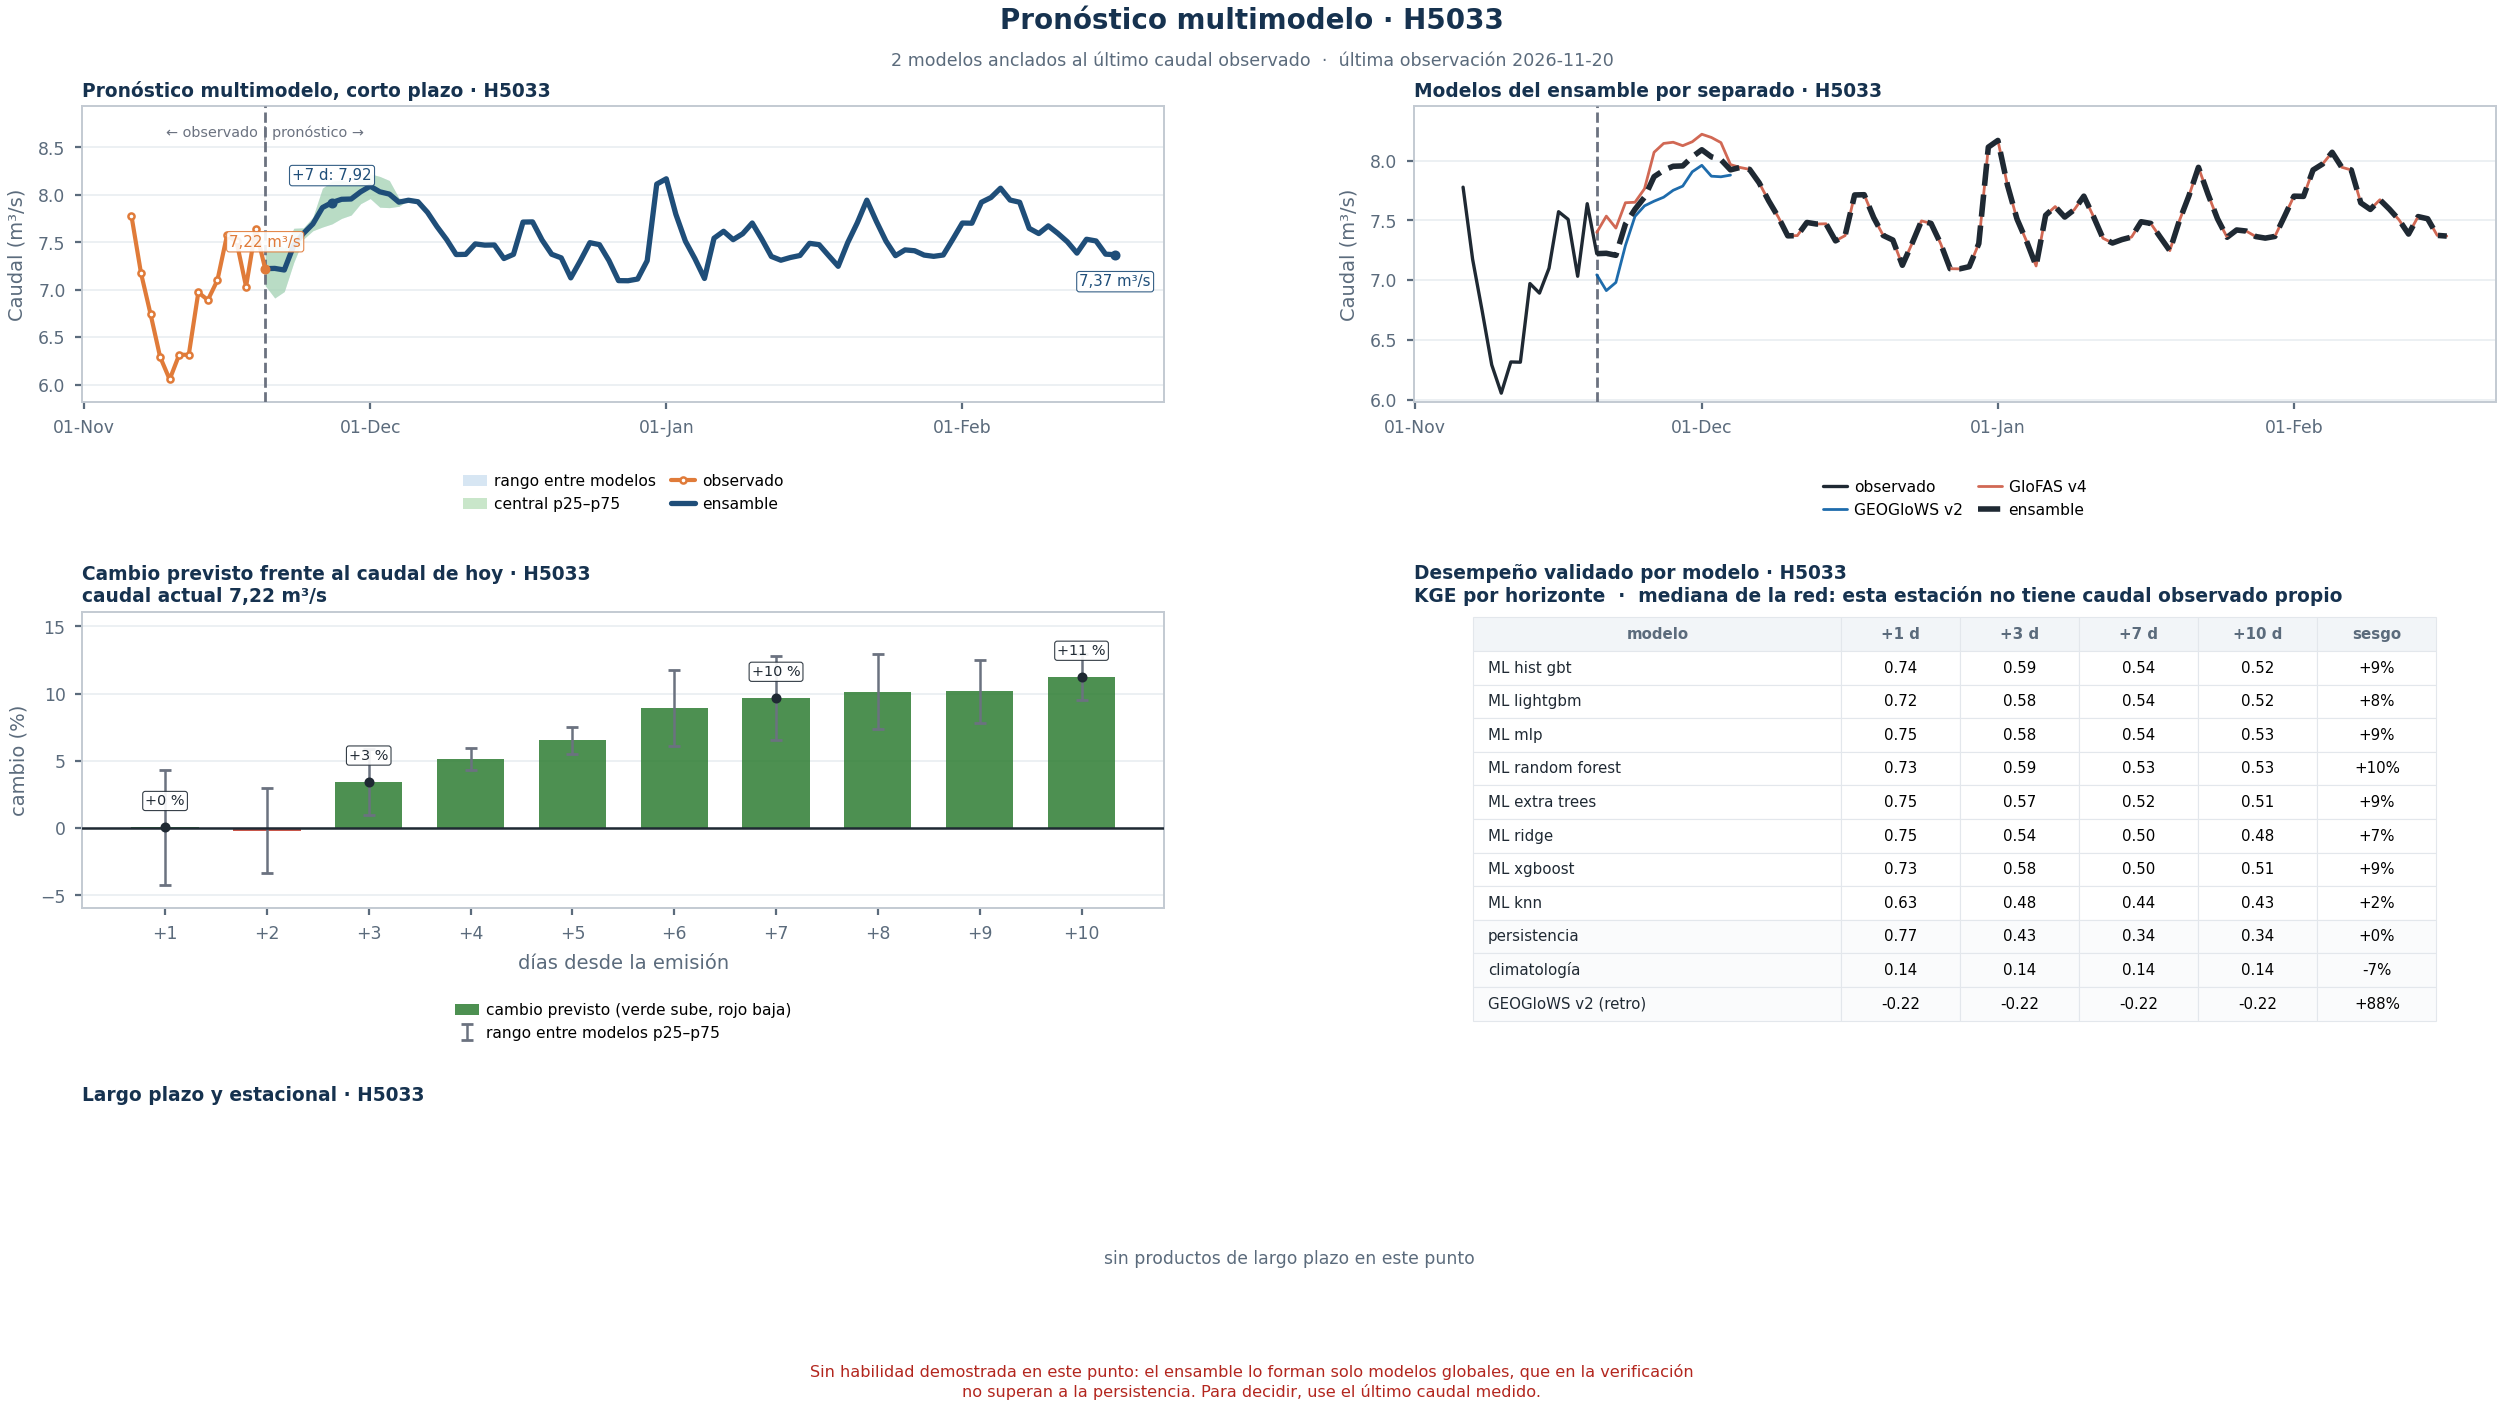 Pronóstico multimodelo · H5033
2 modelos anclados al último caudal observado · última observación 2026-11-20
Pronóstico multimodelo, corto plazo · H5033
← observado | pronóstico →
+7 d: 7,92
7,22 m³/s
7,37 m³/s
Caudal (m³/s)
8.5
8.0
7.5
7.0
6.5
6.0
01-Nov 01-Dec 01-Jan 01-Feb
rango entre modelos observado
central p25–p75 ensamble
Modelos del ensamble por separado · H5033
Caudal (m³/s)
8.0
7.5
7.0
6.5
6.0
01-Nov 01-Dec 01-Jan 01-Feb
observado GloFAS v4
GEOGloWS v2 ensamble
Cambio previsto frente al caudal de hoy · H5033
caudal actual 7,22 m³/s
cambio (%)
15
10
5
0
−5
+0 %
+3 %
+10 %
+11 %
+1 +2 +3 +4 +5 +6 +7 +8 +9 +10
días desde la emisión
cambio previsto (verde sube, rojo baja)
rango entre modelos p25–p75
Desempeño validado por modelo · H5033
KGE por horizonte · mediana de la red: esta estación no tiene caudal observado propio
modelo +1 d +3 d +7 d +10 d sesgo
ML hist gbt 0.74 0.59 0.54 0.52 +9%
ML lightgbm 0.72 0.58 0.54 0.52 +8%
ML mlp 0.75 0.58 0.54 0.53 +9%
ML random forest 0.73 0.59 0.53 0.53 +10%
ML extra trees 0.75 0.57 0.52 0.51 +9%
ML ridge 0.75 0.54 0.50 0.48 +7%
ML xgboost 0.73 0.58 0.50 0.51 +9%
ML knn 0.63 0.48 0.44 0.43 +2%
persistencia 0.77 0.43 0.34 0.34 +0%
climatología 0.14 0.14 0.14 0.14 -7%
GEOGloWS v2 (retro) -0.22 -0.22 -0.22 -0.22 +88%
Largo plazo y estacional · H5033
sin productos de largo plazo en este punto
Sin habilidad demostrada en este punto: el ensamble lo forman solo modelos globales, que en la verificación
no superan a la persistencia. Para decidir, use el último caudal medido.